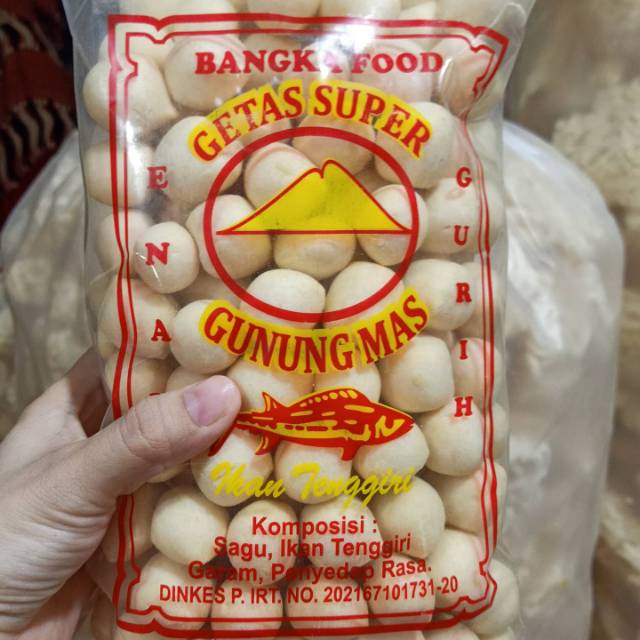 BANGKA FOOD
GETAS SUPER
ENA
GURIH
GUNUNG MAS
Ikan Tenggiri
Komposisi :
Sagu, Ikan Tenggiri
Garam, Penyedap Rasa.
DINKES P. IRT. NO. 202167101731-20